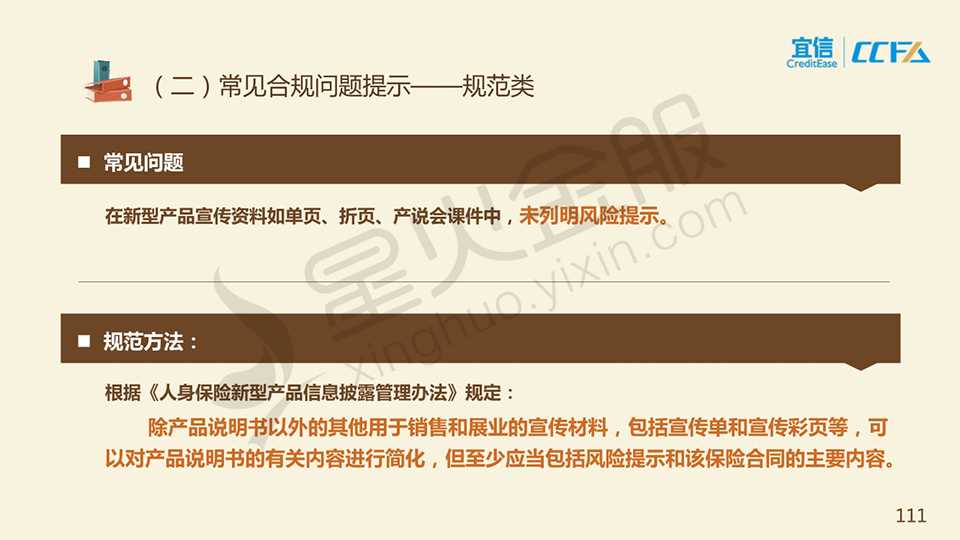 宜信
CreditEase
CCFA
（二）常见合规问题提示——规范类
■ 常见问题
在新型产品宣传资料如单页、折页、产说会课件中，未列明风险提示。
■ 规范方法：
根据《人身保险新型产品信息披露管理办法》规定：
除产品说明书以外的其他用于销售和展业的宣传材料，包括宣传单和宣传彩页等，可
以对产品说明书的有关内容进行简化，但至少应当包括风险提示和该保险合同的主要内容。
星火金服
xinghuo.yixin.com
111